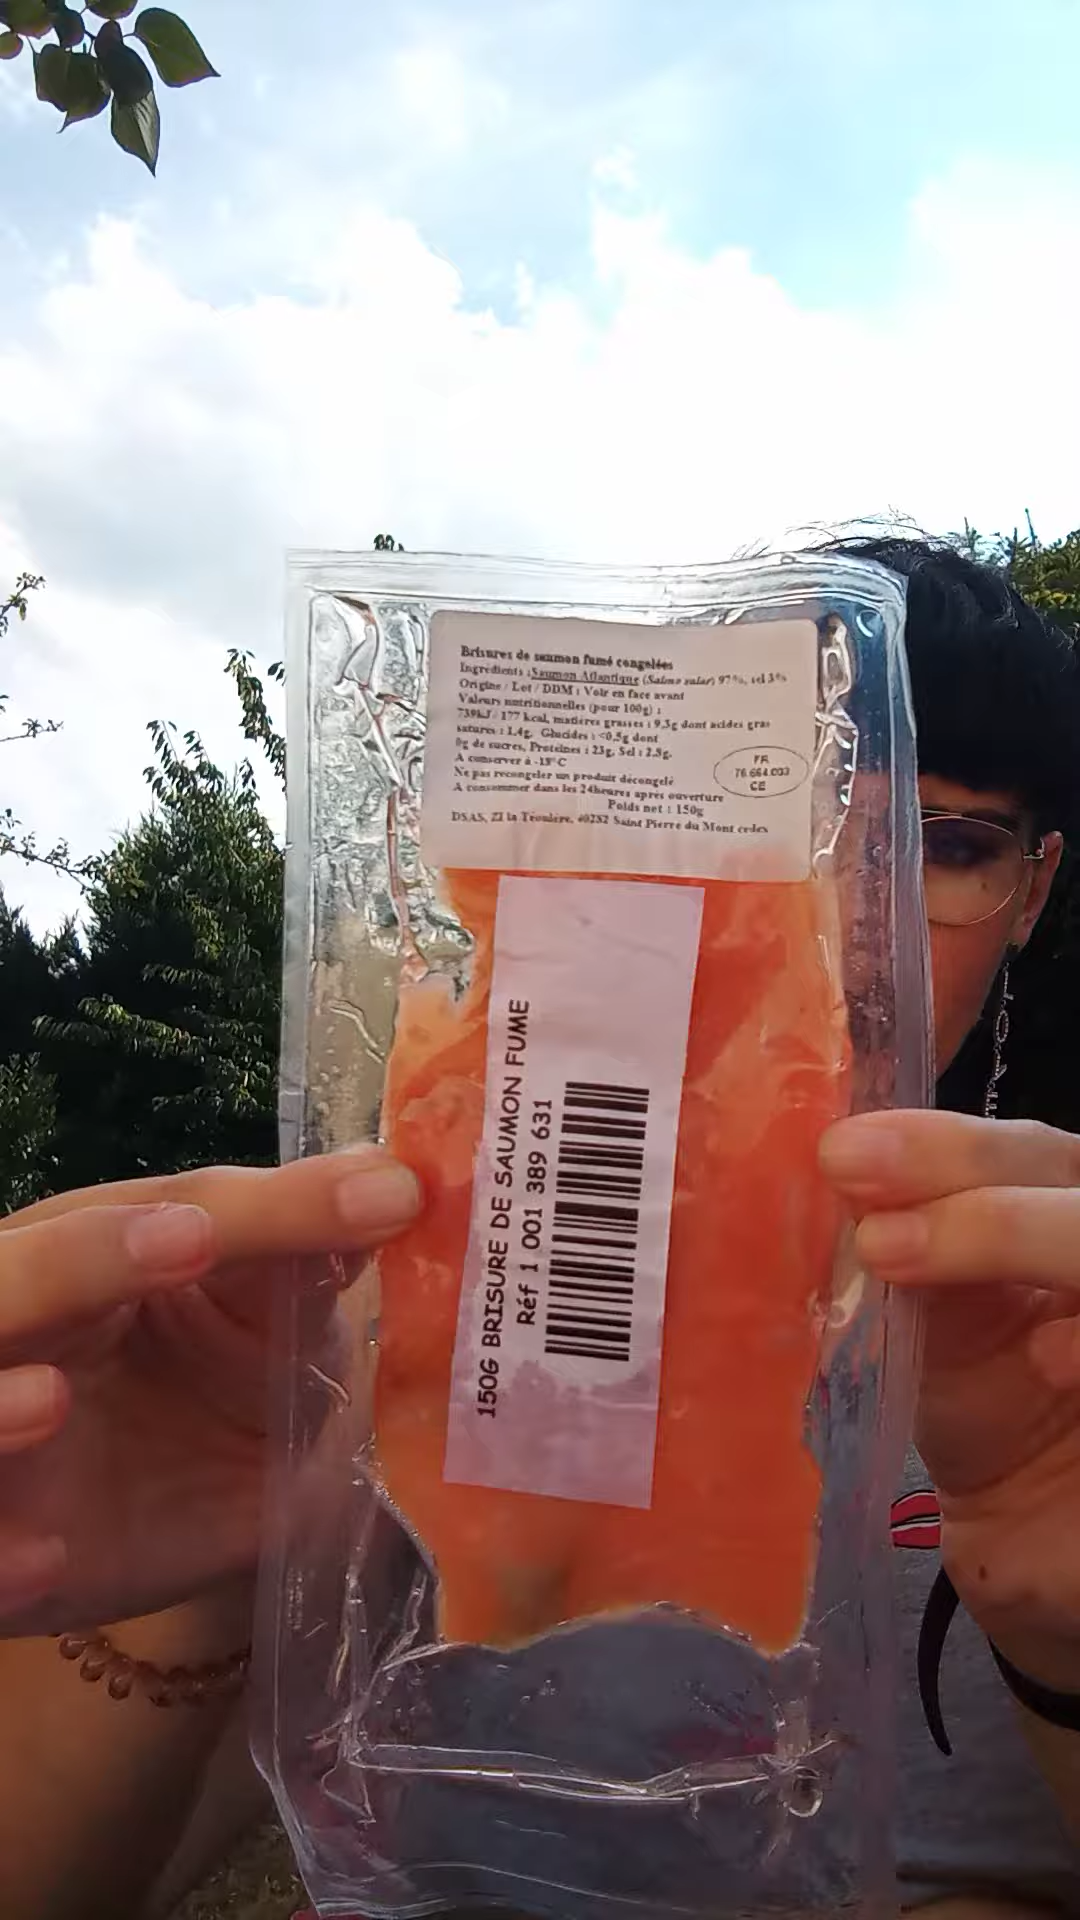 Brisures de saumon fumé congelées
Ingrédients : Saumon Atlantique (Salmo salar) 97%, sel 3%
Origine / Lot / DDM : Voir en face avant
Valeurs nutritionnelles (pour 100g) :
739kJ / 177 kcal, matières grasses : 9,3g dont acides gras
saturés : 1,4g, Glucides : <0,5g dont
0g de sucres, Protéines : 23g, Sel : 2,8g.
A conserver à -18°C
Ne pas recongeler un produit décongelé
A consommer dans les 24heures après ouverture
Poids net : 150g
DSAS, ZI la Téoulère, 40282 Saint Pierre du Mont cedex
FR
76.664.033
CE
150G BRISURE DE SAUMON FUME
Réf 1 001 389 631